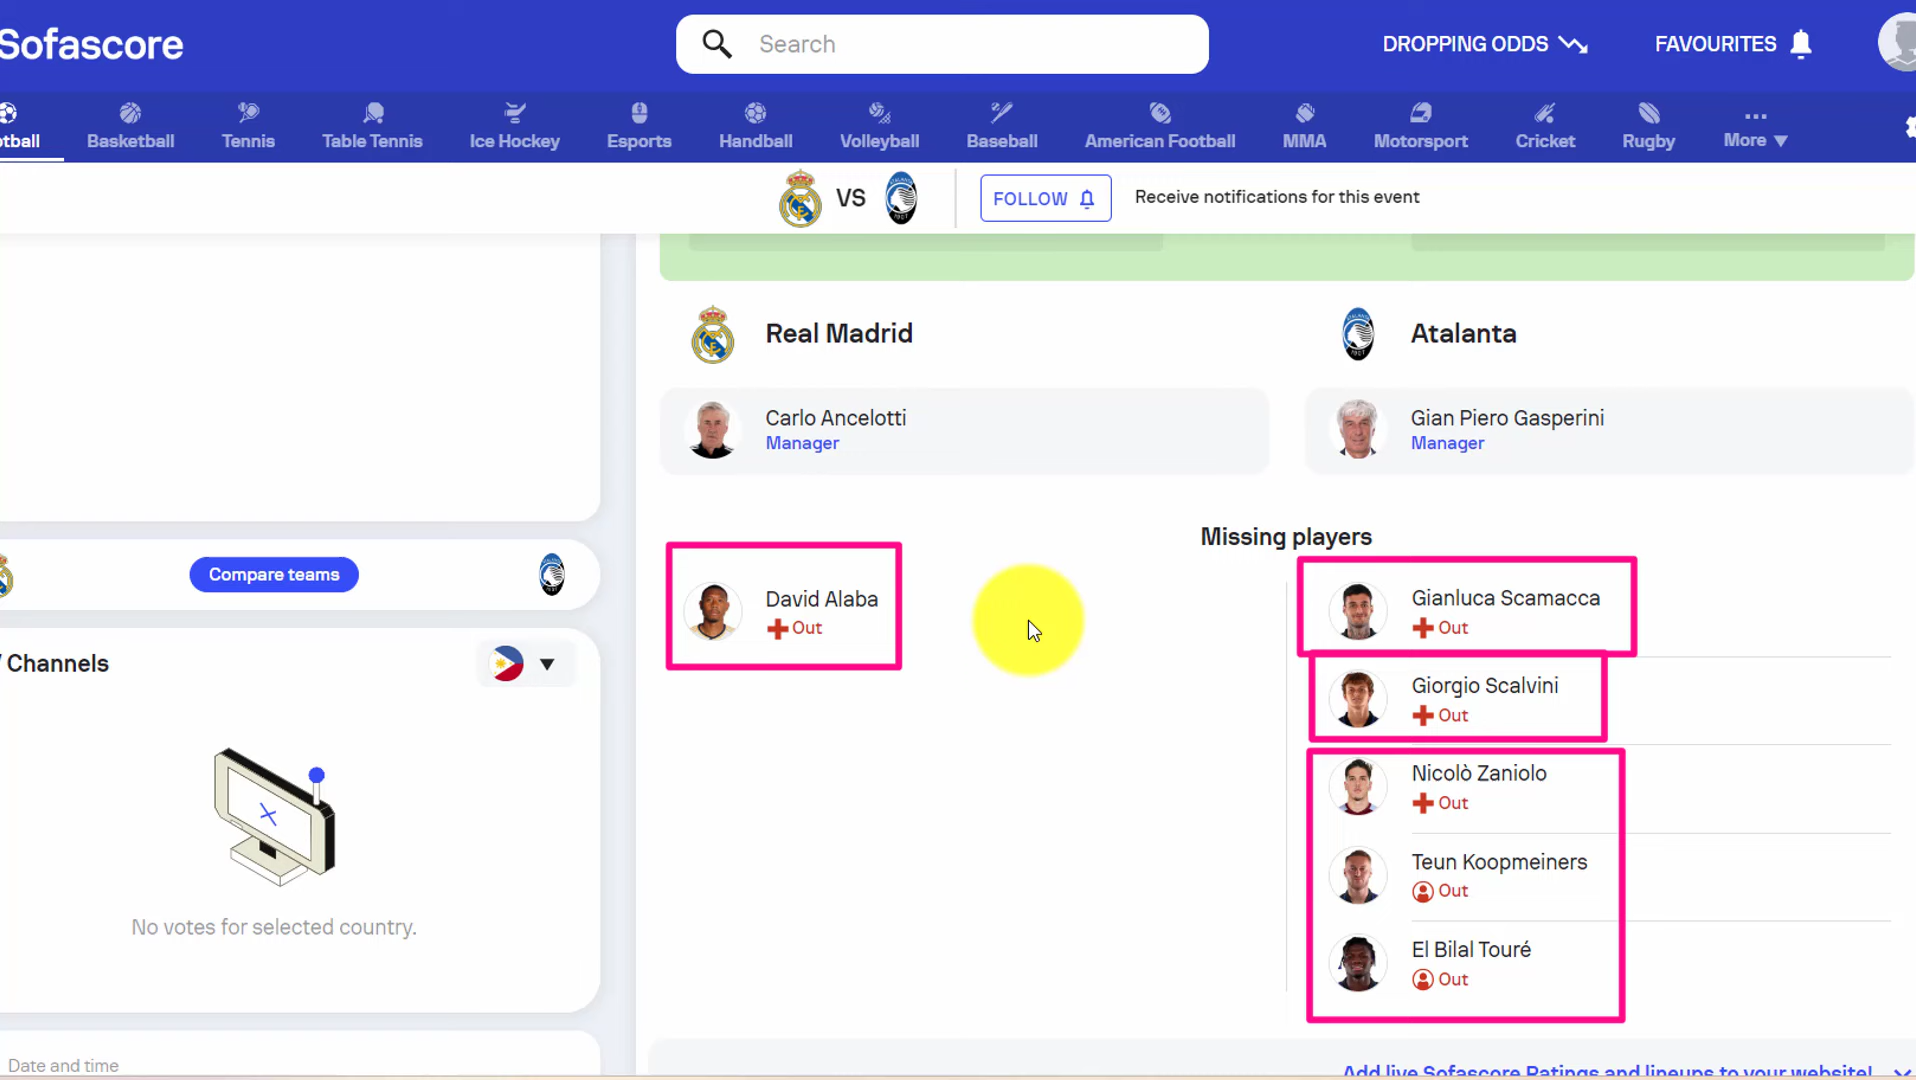 Sofascore
Search
DROPPING ODDS
FAVOURITES
Basketball
Tennis
Table Tennis
Ice Hockey
Esports
Handball
Volleyball
Baseball
American Football
MMA
Motorsport
Cricket
Rugby
More
VS
FOLLOW
Receive notifications for this event
Real Madrid
Atalanta
Carlo Ancelotti
Manager
Gian Piero Gasperini
Manager
Missing players
David Alaba
Out
Gianluca Scamacca
Out
Giorgio Scalvini
Out
Nicolò Zaniolo
Out
Teun Koopmeiners
Out
El Bilal Touré
Out
Compare teams
Channels
No votes for selected country.
Date and time
Add live Sofascore Ratings and lineups to your website!